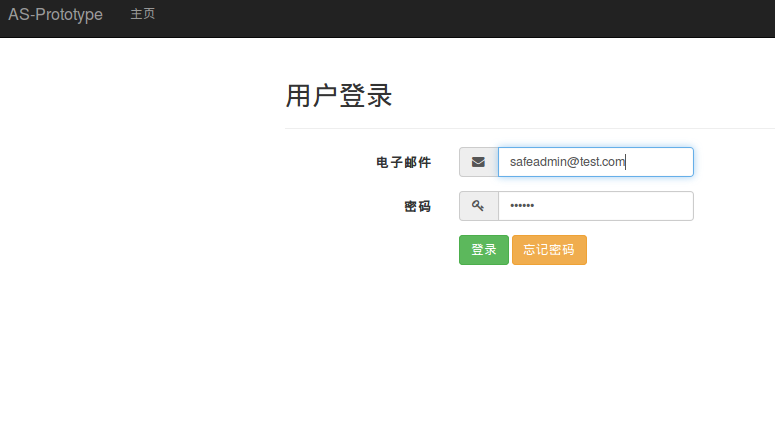 AS-Prototype 主页
用户登录
电子邮件 safeadmin@test.com
密码 ••••••
登录 忘记密码